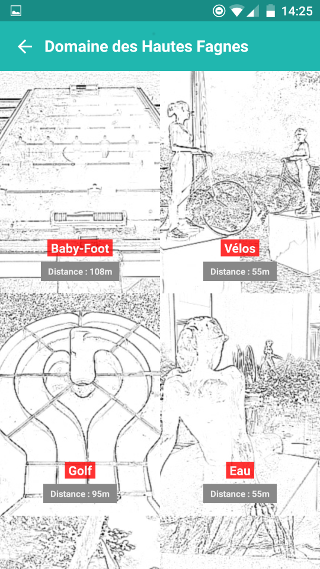 14:25
Domaine des Hautes Fagnes
Baby-Foot
Distance : 108m
Vélos
Distance : 55m
Golf
Distance : 95m
Eau
Distance : 55m